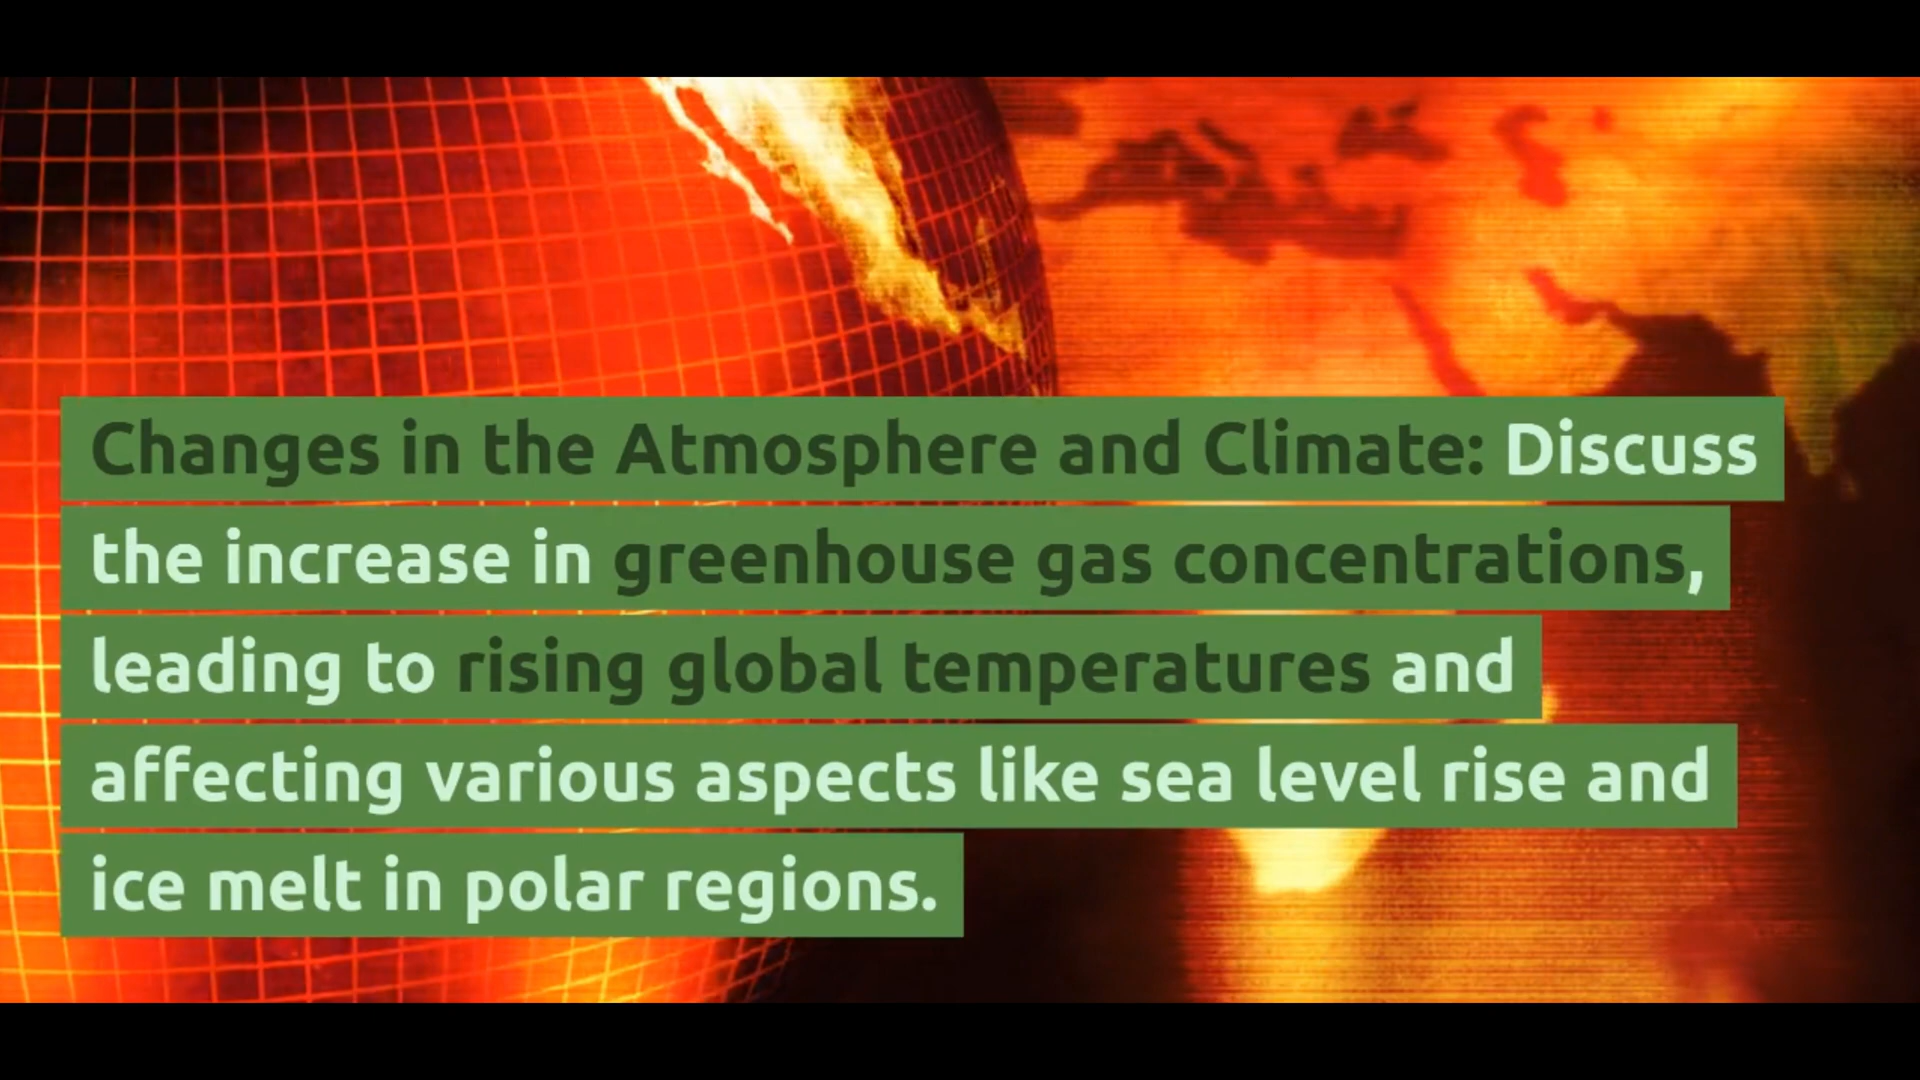 Changes in the Atmosphere and Climate: Discuss
the increase in greenhouse gas concentrations,
leading to rising global temperatures and
affecting various aspects like sea level rise and
ice melt in polar regions.